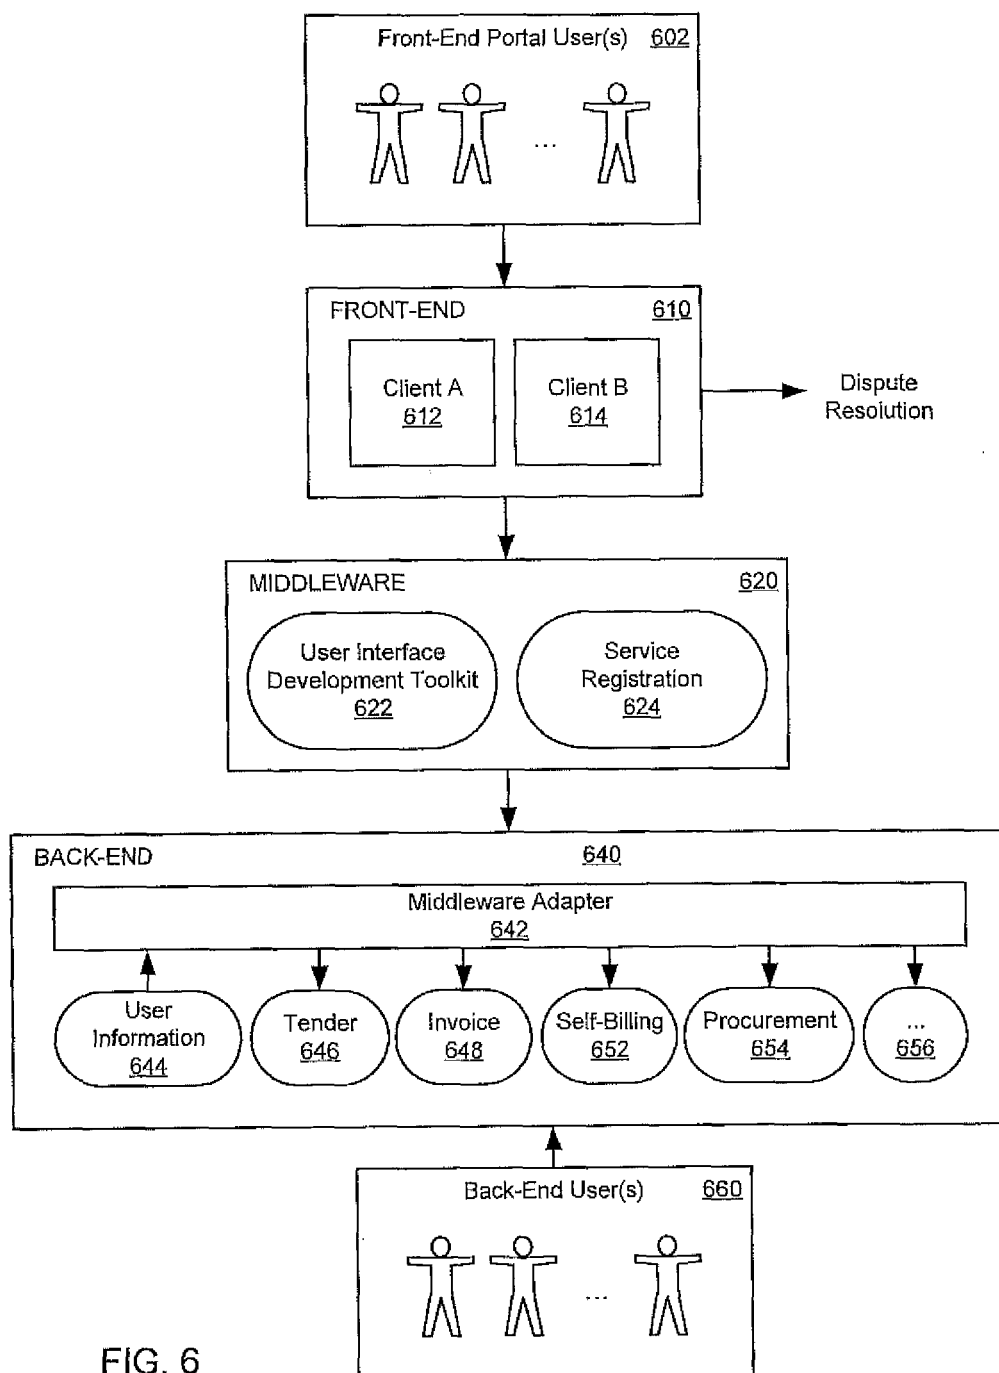 Front-End Portal User(s) 602
...
FRONT-END 610
Client A
612
Client B
614
Dispute
Resolution
MIDDLEWARE 620
User Interface
Development Toolkit
622
Service
Registration
624
BACK-END 640
Middleware Adapter
642
User
Information
644
Tender
646
Invoice
648
Self-Billing
652
Procurement
654
...
656
Back-End User(s) 660
...
FIG. 6